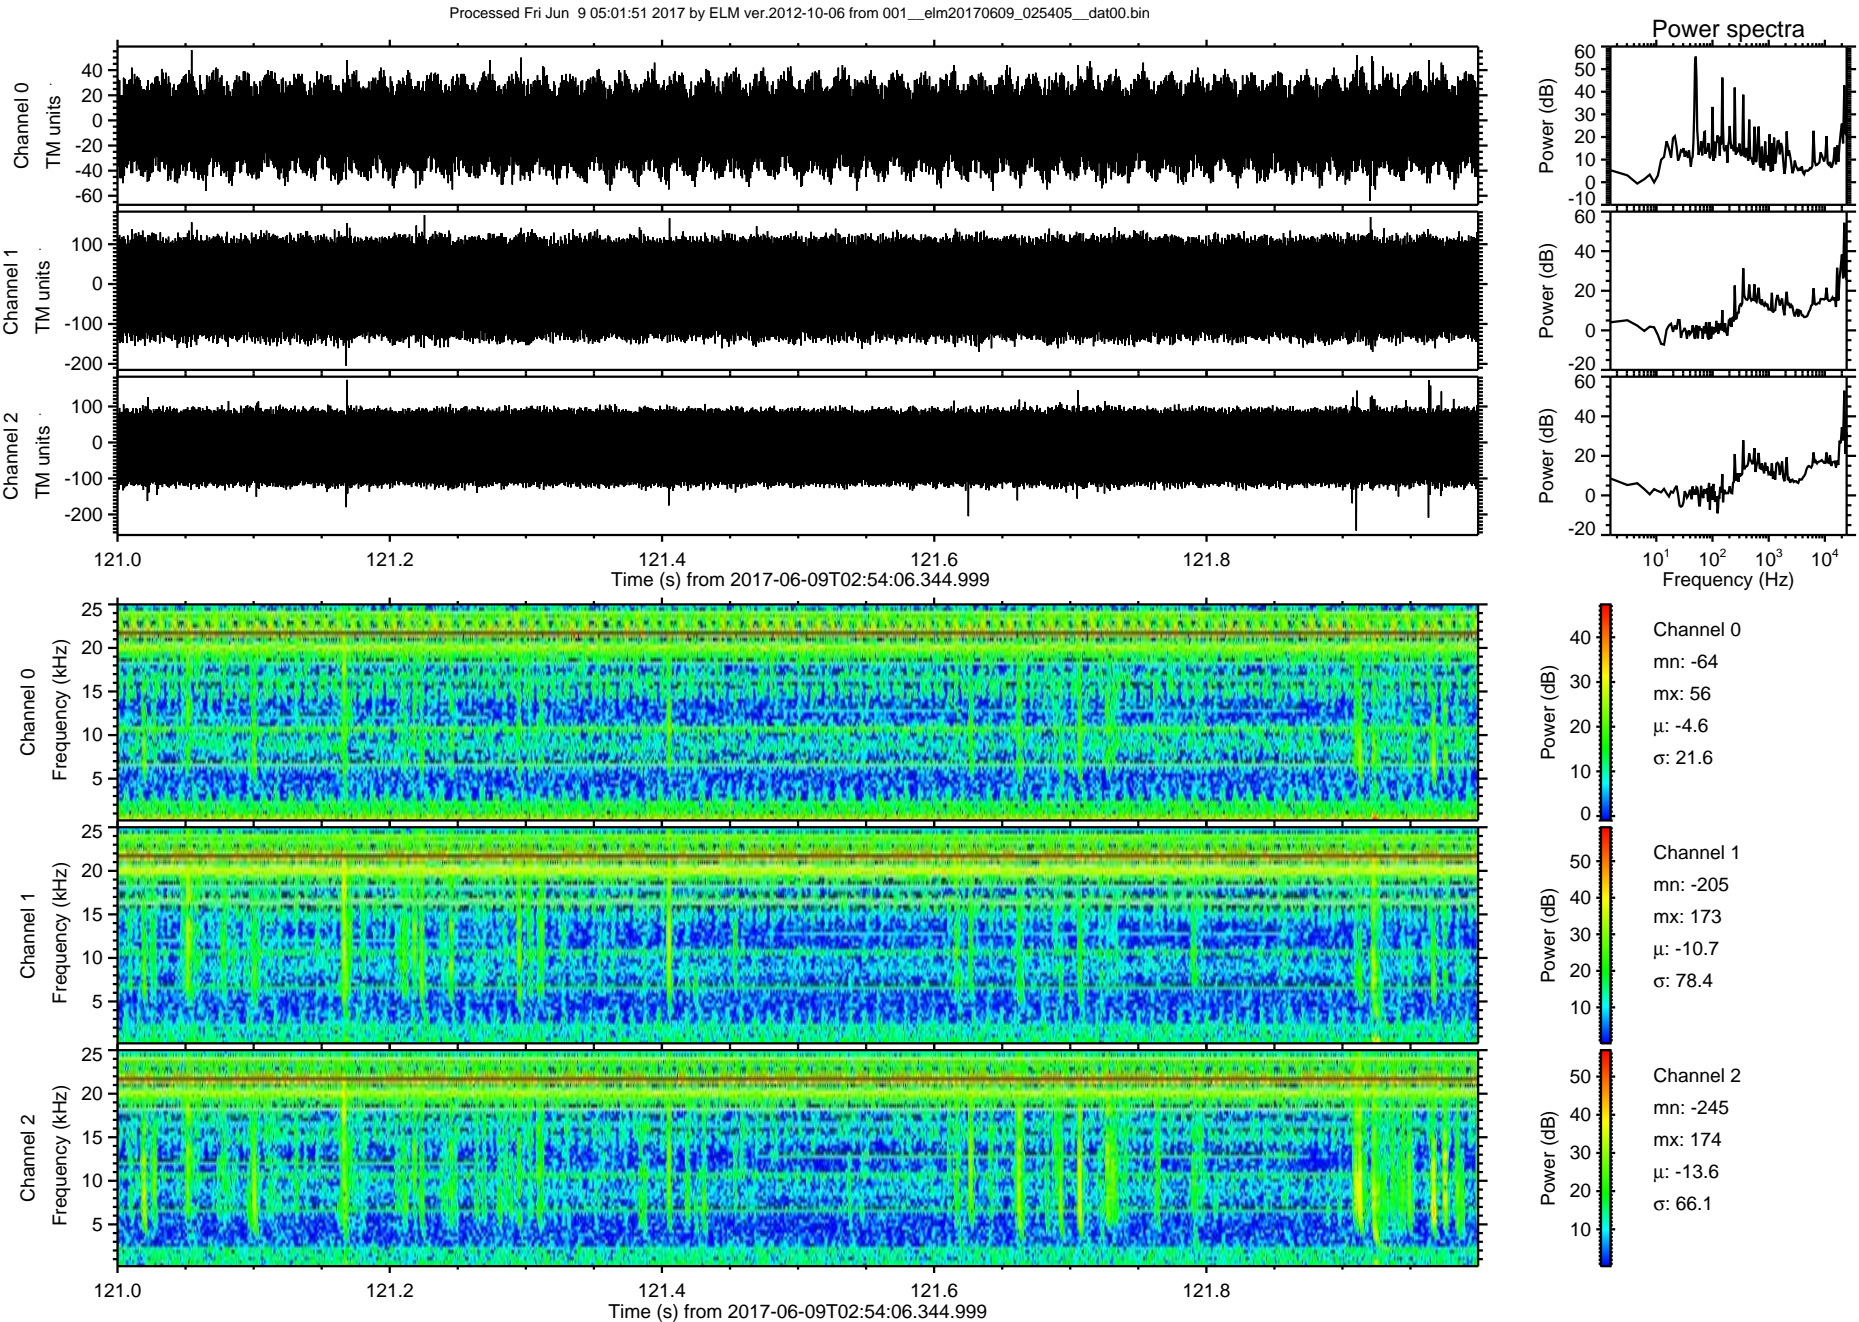 Processed Fri Jun  9 05:01:51 2017 by ELM ver.2012-10-06 from 001__elm20170609_025405__dat00.bin
Power spectra
Channel 0
TM units
40
20
0
-20
-40
-60
Power (dB)
60
50
40
30
20
10
0
-10
Channel 1
TM units
100
0
-100
-200
Power (dB)
60
40
20
0
-20
Channel 2
TM units
100
0
-100
-200
Power (dB)
60
40
20
0
-20
121.0
121.2
121.4
121.6
121.8
Time (s) from 2017-06-09T02:54:06.344.999
10¹
10²
10³
10⁴
Frequency (Hz)
Channel 0
Frequency (kHz)
25
20
15
10
5
Power (dB)
40
30
20
10
0
Channel 0
mn: -64
mx: 56
μ: -4.6
σ: 21.6
Channel 1
Frequency (kHz)
25
20
15
10
5
Power (dB)
50
40
30
20
10
Channel 1
mn: -205
mx: 173
μ: -10.7
σ: 78.4
Channel 2
Frequency (kHz)
25
20
15
10
5
Power (dB)
50
40
30
20
10
Channel 2
mn: -245
mx: 174
μ: -13.6
σ: 66.1
121.0
121.2
121.4
121.6
121.8
Time (s) from 2017-06-09T02:54:06.344.999